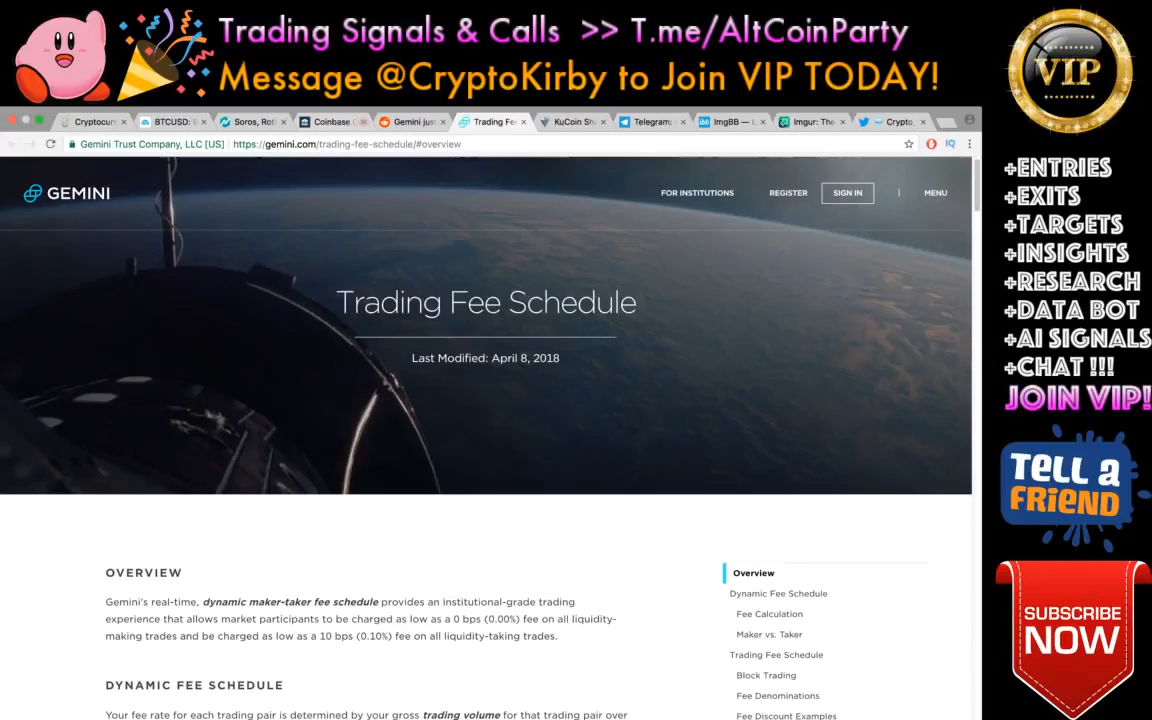 Trading Signals & Calls >> T.me/AltCoinParty
Message @CryptoKirby to Join VIP TODAY!
VIP
Cryptocurr
BTCUSD:
Soros, Rot
Coinbase
Gemini jus
Trading Fe
KuCoin Sh
Telegram:
ImgBB — L
Imgur: The
Crypto
Gemini Trust Company, LLC [US] https://gemini.com/trading-fee-schedule/#overview
GEMINI
FOR INSTITUTIONS
REGISTER
SIGN IN
MENU
Trading Fee Schedule
Last Modified: April 8, 2018
OVERVIEW
Gemini's real-time, dynamic maker-taker fee schedule provides an institutional-grade trading
experience that allows market participants to be charged as low as a 0 bps (0.00%) fee on all liquidity-
making trades and be charged as low as a 10 bps (0.10%) fee on all liquidity-taking trades.
DYNAMIC FEE SCHEDULE
Your fee rate for each trading pair is determined by your gross trading volume for that trading pair over
Overview
Dynamic Fee Schedule
Fee Calculation
Maker vs. Taker
Trading Fee Schedule
Block Trading
Fee Denominations
Fee Discount Examples
+ENTRIES
+EXITS
+TARGETS
+INSIGHTS
+RESEARCH
+DATA BOT
+AI SIGNALS
+CHAT !!!
JOIN VIP!
TELL a
FRiEND
SUBSCRIBE
NOW